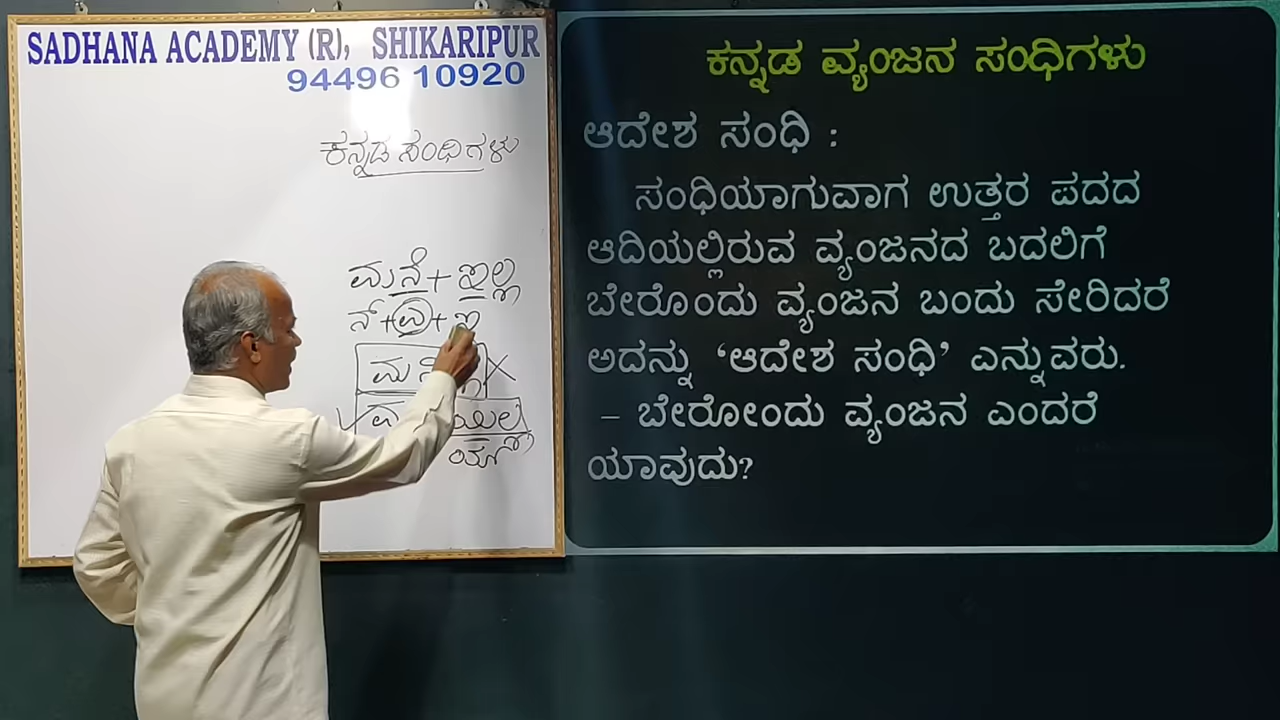 SADHANA ACADEMY (R), SHIKARIPUR
94496 10920
ಕನ್ನಡ ಸಂಧಿಗಳು
ಮನೆ + ಇಲ್ಲ
ನ್ + ಎ + ಇ
ಕನ್ನಡ ವ್ಯಂಜನ ಸಂಧಿಗಳು
ಆದೇಶ ಸಂಧಿ :
ಸಂಧಿಯಾಗುವಾಗ ಉತ್ತರ ಪದದ
ಆದಿಯಲ್ಲಿರುವ ವ್ಯಂಜನದ ಬದಲಿಗೆ
ಬೇರೊಂದು ವ್ಯಂಜನ ಬಂದು ಸೇರಿದರೆ
ಅದನ್ನು ‘ಆದೇಶ ಸಂಧಿ’ ಎನ್ನುವರು.
– ಬೇರೋಂದು ವ್ಯಂಜನ ಎಂದರೆ
ಯಾವುದು?